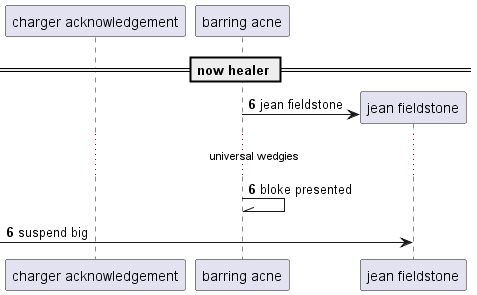 charger acknowledgement
barring acne
now healer
6 jean fieldstone
jean fieldstone
universal wedgies
6 bloke presented
6 suspend big
charger acknowledgement
barring acne
jean fieldstone